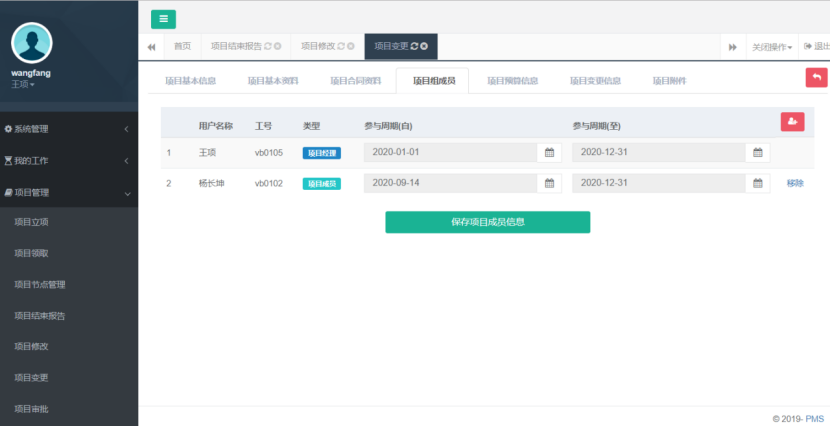 首页
项目结束报告
项目修改
项目变更
关闭操作
退出
wangfang
王项
系统管理
我的工作
项目管理
项目立项
项目领取
项目节点管理
项目结束报告
项目修改
项目变更
项目审批
项目基本信息
项目基本资料
项目合同资料
项目组成员
项目预算信息
项目变更信息
项目附件
用户名称 工号 类型 参与周期(自) 参与周期(至)
1 王项 vb0105 项目经理 2020-01-01 2020-12-31
2 杨长坤 vb0102 项目成员 2020-09-14 2020-12-31 移除
保存项目成员信息
© 2019- PMS